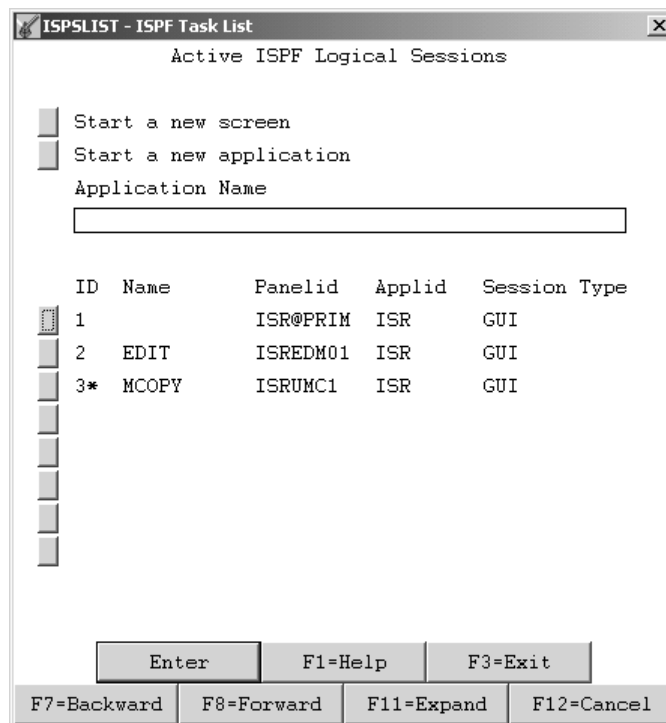 ISPSLIST - ISPF Task List
Active ISPF Logical Sessions
Start a new screen
Start a new application
Application Name
ID Name Panelid Applid Session Type
1 ISR@PRIM ISR GUI
2 EDIT ISREDM01 ISR GUI
3* MCOPY ISRUMC1 ISR GUI
Enter F1=Help F3=Exit
F7=Backward F8=Forward F11=Expand F12=Cancel